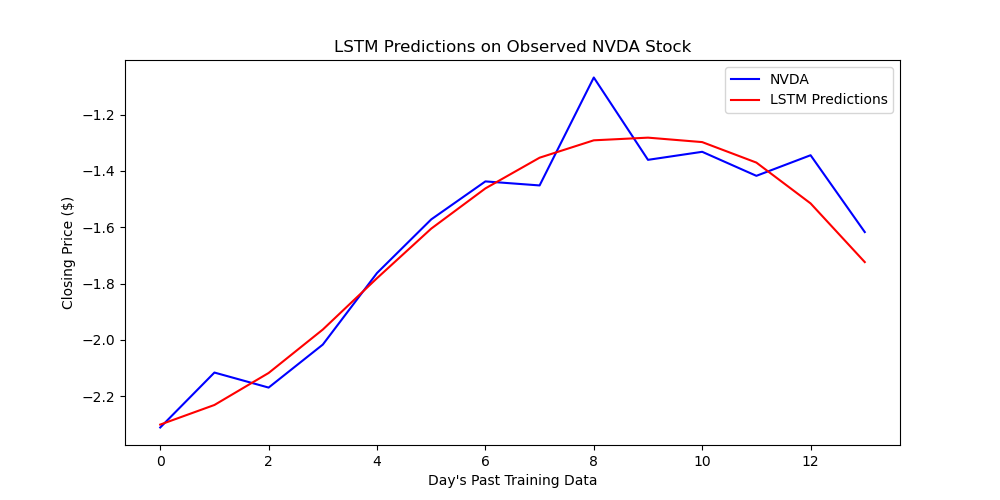 LSTM Predictions on Observed NVDA Stock
NVDA
LSTM Predictions
−1.2
−1.4
−1.6
−1.8
−2.0
−2.2
Closing Price ($)
0 2 4 6 8 10 12
Day's Past Training Data